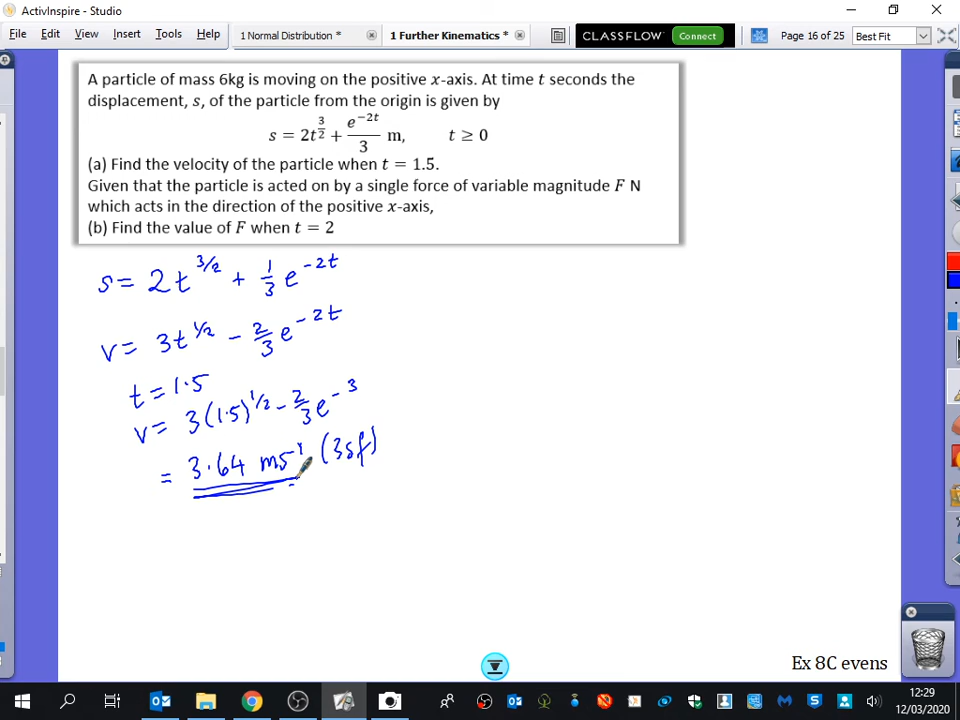 ActivInspire - Studio
File Edit View Insert Tools Help
1 Normal Distribution *
1 Further Kinematics *
CLASSFLOW Connect
Page 16 of 25
Best Fit
A particle of mass 6kg is moving on the positive x-axis. At time t seconds the
displacement, s, of the particle from the origin is given by
s = 2t^(3/2) + e^(−2t)/3 m, t ≥ 0
(a) Find the velocity of the particle when t = 1.5.
Given that the particle is acted on by a single force of variable magnitude F N
which acts in the direction of the positive x-axis,
(b) Find the value of F when t = 2
s = 2t^(3/2) + 1/3 e^(−2t)
v = 3t^(1/2) − 2/3 e^(−2t)
t = 1.5
v = 3(1.5)^(1/2) − 2/3 e^(−3)
= 3.64 ms⁻¹ (3sf)
Ex 8C evens
12:29
12/03/2020